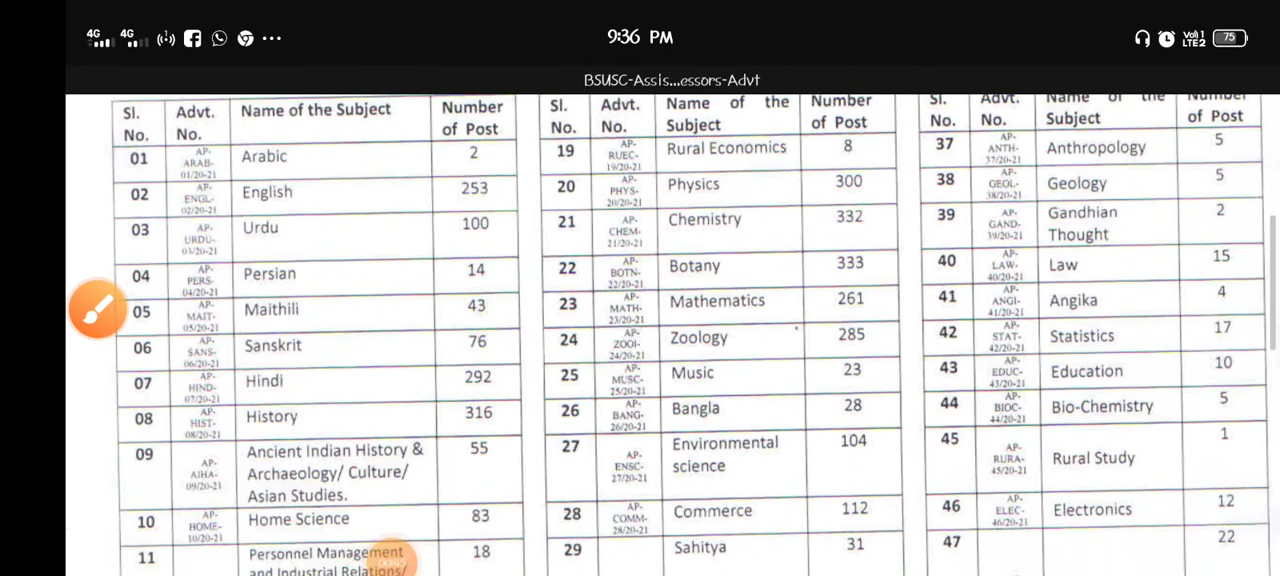 4G 4G 9:36 PM Vo)) 1 LTE2 75
BSUSC-Assis...essors-Advt
Sl. No. Advt. No. Name of the Subject Number of Post
01 AP-ARAB-01/20-21 Arabic 2
02 AP-ENGL-02/20-21 English 253
03 AP-URDU-03/20-21 Urdu 100
04 AP-PERS-04/20-21 Persian 14
05 AP-MAIT-05/20-21 Maithili 43
06 AP-SANS-06/20-21 Sanskrit 76
07 AP-HIND-07/20-21 Hindi 292
08 AP-HIST-08/20-21 History 316
09 AP-AIHA-09/20-21 Ancient Indian History & Archaeology/ Culture/ Asian Studies. 55
10 AP-HOME-10/20-21 Home Science 83
11 Personnel Management and Industrial Relations/ 18
00:45
Sl. No. Advt. No. Name of the Subject Number of Post
19 AP-RUEC-19/20-21 Rural Economics 8
20 AP-PHYS-20/20-21 Physics 300
21 AP-CHEM-21/20-21 Chemistry 332
22 AP-BOTN-22/20-21 Botany 333
23 AP-MATH-23/20-21 Mathematics 261
24 AP-ZOOI-24/20-21 Zoology 285
25 AP-MUSC-25/20-21 Music 23
26 AP-BANG-26/20-21 Bangla 28
27 AP-ENSC-27/20-21 Environmental science 104
28 AP-COMM-28/20-21 Commerce 112
29 Sahitya 31
Sl. No. Advt. No. Name of the Subject Number of Post
37 AP-ANTH-37/20-21 Anthropology 5
38 AP-GEOL-38/20-21 Geology 5
39 AP-GAND-39/20-21 Gandhian Thought 2
40 AP-LAW-40/20-21 Law 15
41 AP-ANGI-41/20-21 Angika 4
42 AP-STAT-42/20-21 Statistics 17
43 AP-EDUC-43/20-21 Education 10
44 AP-BIOC-44/20-21 Bio-Chemistry 5
45 AP-RURA-45/20-21 Rural Study 1
46 AP-ELEC-46/20-21 Electronics 12
47 22